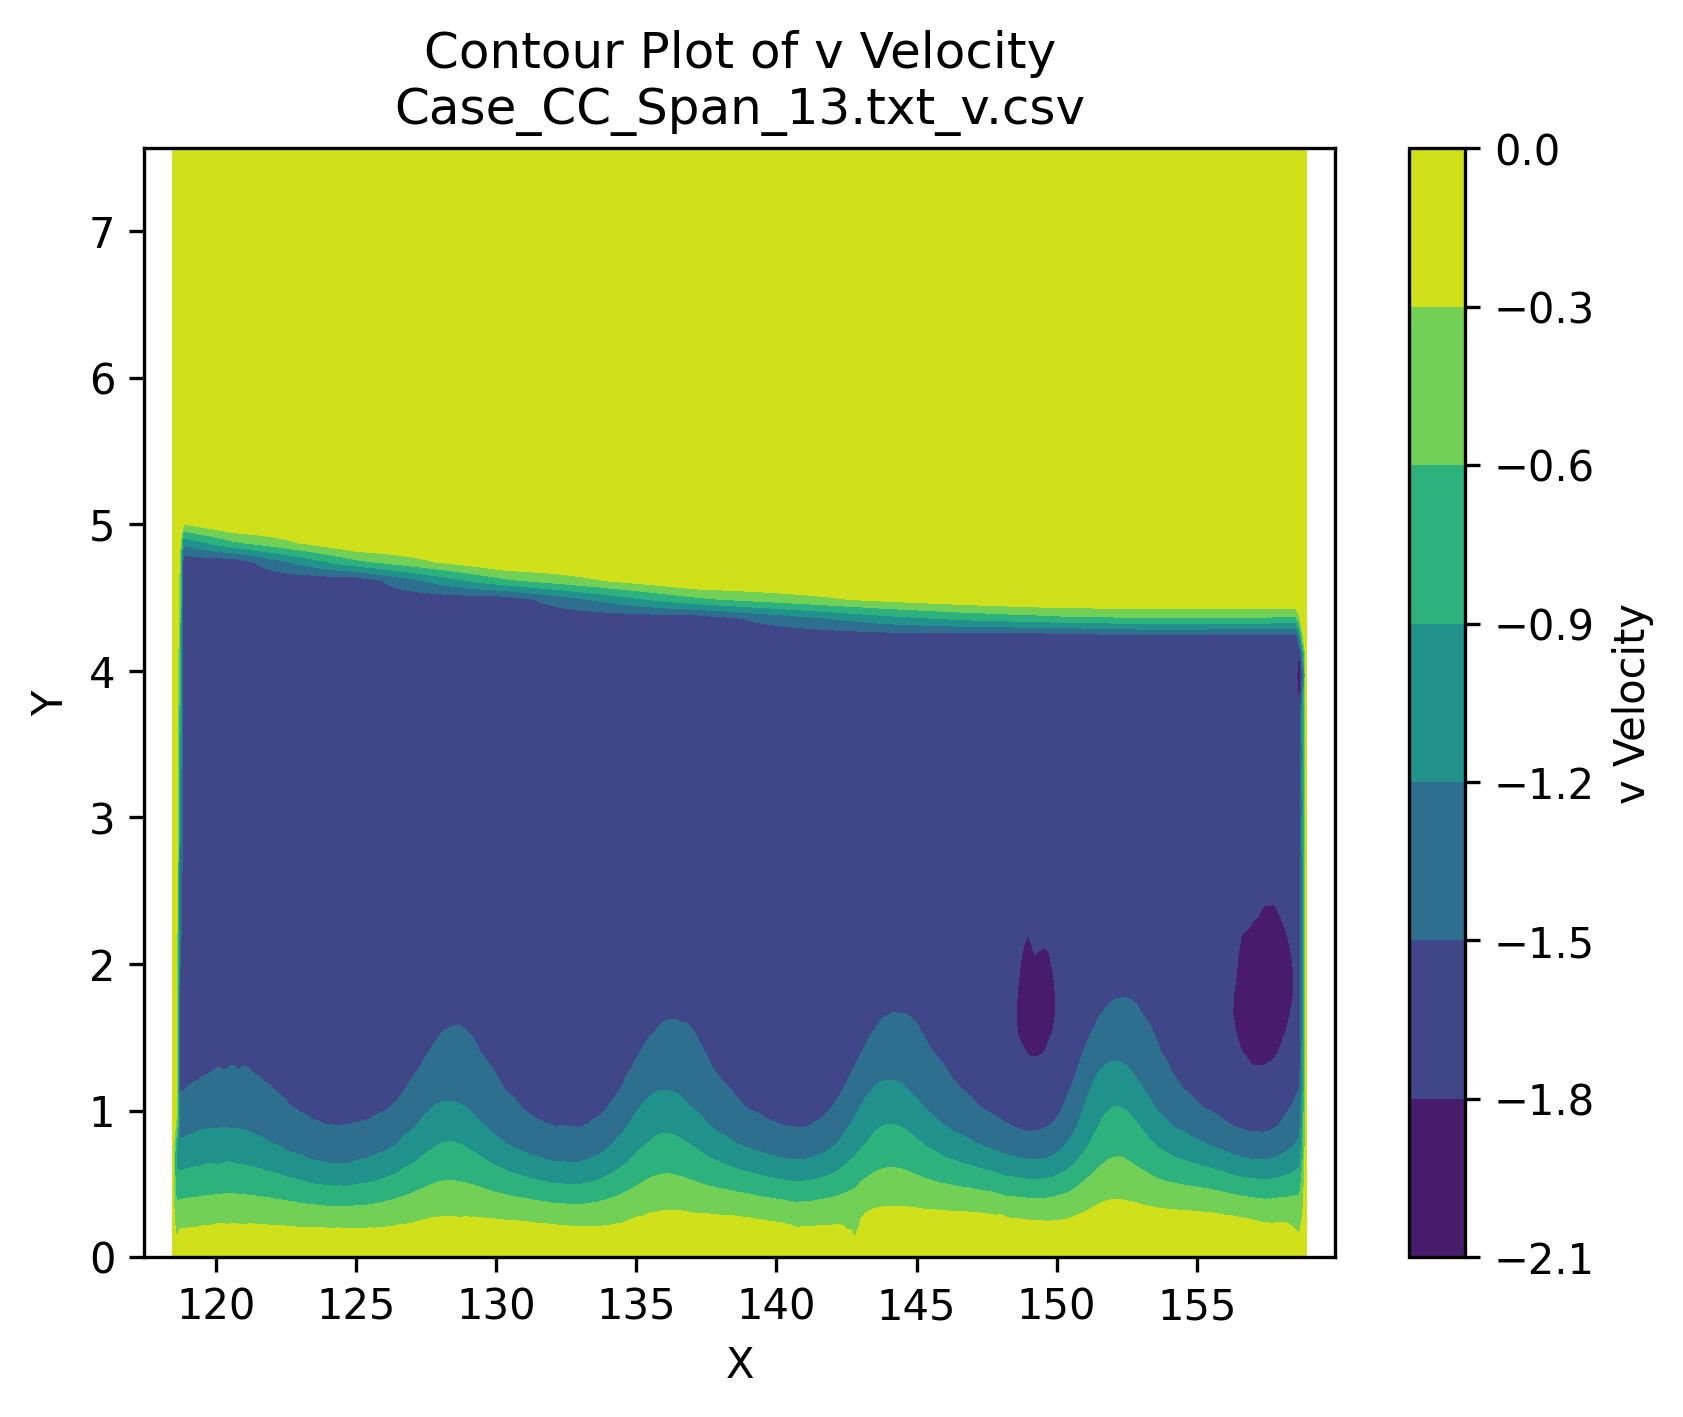 Contour Plot of v Velocity
Case_CC_Span_13.txt_v.csv
Y
7
6
5
4
3
2
1
0
120 125 130 135 140 145 150 155
X
0.0
−0.3
−0.6
−0.9
−1.2
−1.5
−1.8
−2.1
v Velocity